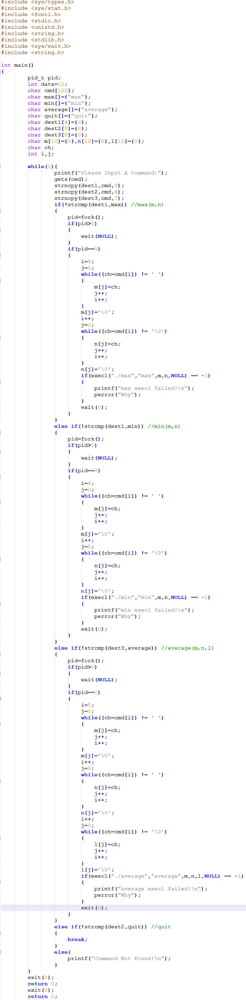 #include <sys/types.h>
#include <sys/stat.h>
#include <fcntl.h>
#include <stdio.h>
#include <unistd.h>
#include <string.h>
#include <stdlib.h>
#include <sys/wait.h>
#include <string.h>
int main()
{
pid_t pid;
int data=10;
char cmd[100];
char max[]={"max"};
char min[]={"min"};
char average[]={"average"};
char quit[]={"quit"};
char dest1[4]={0};
char dest2[5]={0};
char dest3[8]={0};
char m[10]={0},n[10]={0},l[10]={0};
char ch;
int i,j;
while(1){
printf("Please Input A Command:");
gets(cmd);
strncpy(dest1,cmd,3);
strncpy(dest2,cmd,4);
strncpy(dest3,cmd,7);
if(!strcmp(dest1,max)) //max(m,n)
{
pid=fork();
if(pid>0)
{
wait(NULL);
}
if(pid==0)
{
i=4;
j=0;
while((ch=cmd[i]) != ' ')
{
m[j]=ch;
j++;
i++;
}
m[j]='\0';
i++;
j=0;
while((ch=cmd[i]) != '\0')
{
n[j]=ch;
j++;
i++;
}
n[j]='\0';
if(execl("./max","max",m,n,NULL) == -1)
{
printf("max execl failed!\n");
perror("Why");
}
exit(0);
}
}
else if(!strcmp(dest1,min)) //min(m,n)
{
pid=fork();
if(pid>0)
{
wait(NULL);
}
if(pid==0)
{
i=4;
j=0;
while((ch=cmd[i]) != ' ')
{
m[j]=ch;
j++;
i++;
}
m[j]='\0';
i++;
j=0;
while((ch=cmd[i]) != '\0')
{
n[j]=ch;
j++;
i++;
}
n[j]='\0';
if(execl("./min","min",m,n,NULL) == -1)
{
printf("min execl failed!\n");
perror("Why");
}
exit(0);
}
}
else if(!strcmp(dest3,average)) //average(m,n,l)
{
pid=fork();
if(pid>0)
{
wait(NULL);
}
if(pid==0)
{
i=8;
j=0;
while((ch=cmd[i]) != ' ')
{
m[j]=ch;
j++;
i++;
}
m[j]='\0';
i++;
j=0;
while((ch=cmd[i]) != ' ')
{
n[j]=ch;
j++;
i++;
}
n[j]='\0';
i++;
j=0;
while((ch=cmd[i]) != '\0')
{
l[j]=ch;
j++;
i++;
}
l[j]='\0';
if(execl("./average","average",m,n,l,NULL) == -1)
{
printf("average execl failed!\n");
perror("Why");
}
exit(0);
}
}
else if(!strcmp(dest2,quit)) //quit
{
break;
}
else{
printf("Command Not Found!\n");
}
}
exit(0);
return 0;
exit(0);
return 0;